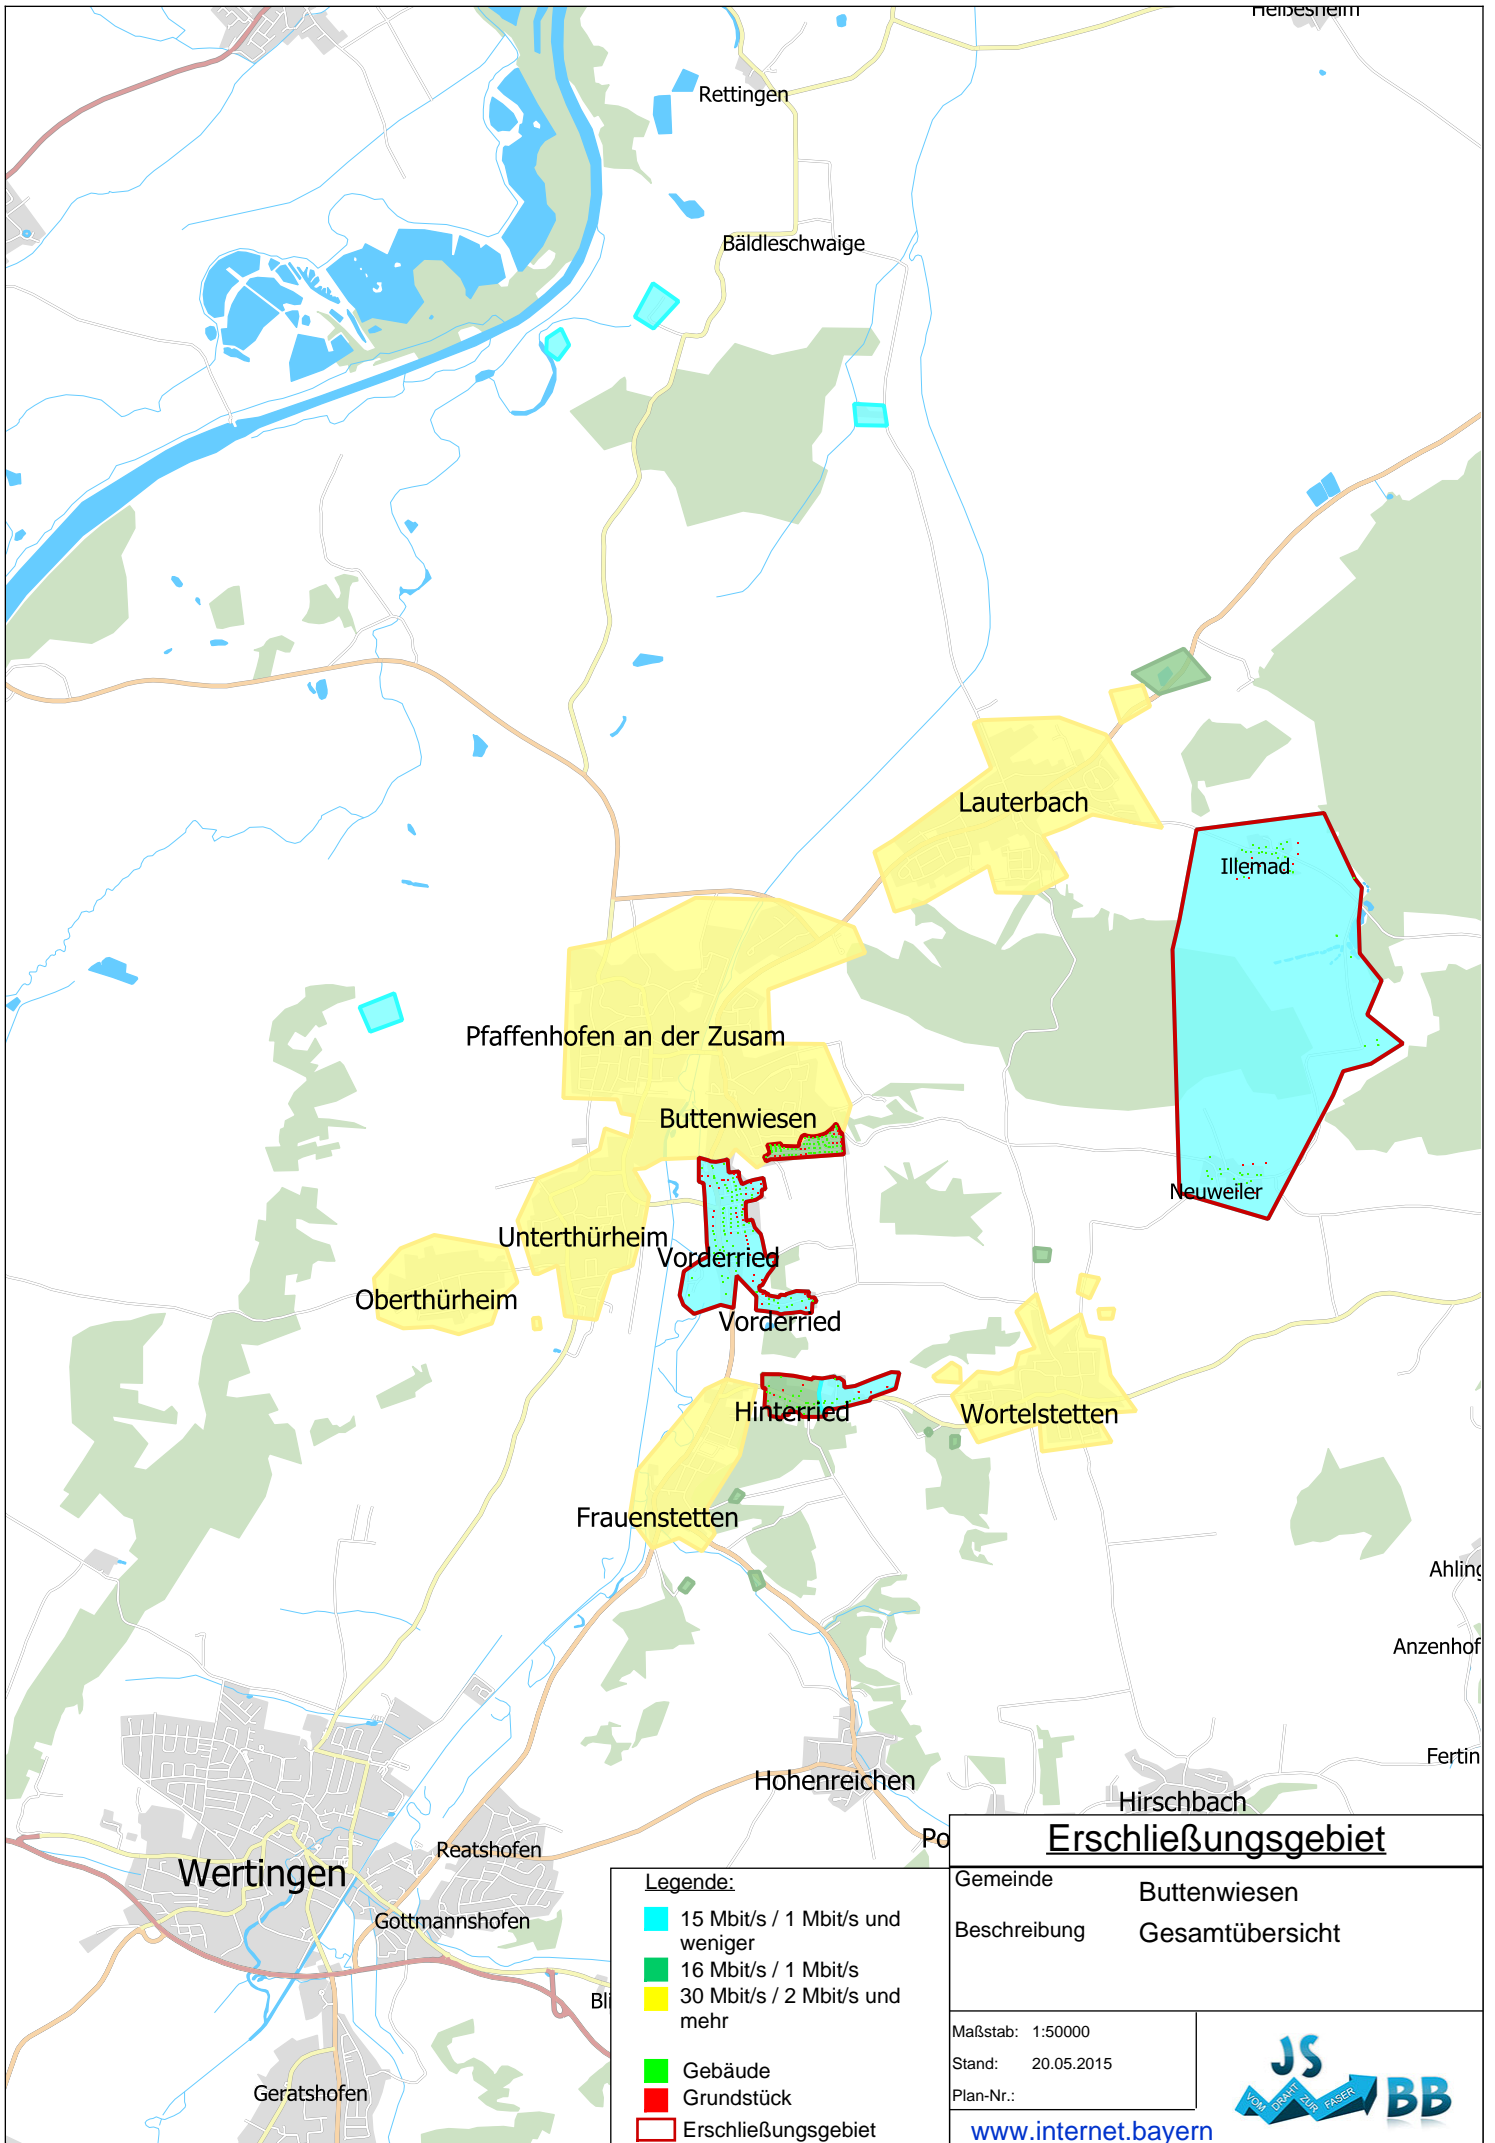 Rettingen
Bäldleschwaige
Lauterbach
Illemad
Pfaffenhofen an der Zusam
Buttenwiesen
Neuweiler
Unterthürheim
Vorderried
Oberthürheim
Vorderried
Hinterried
Wortelstetten
Frauenstetten
Ahling
Anzenhof
Fertin
Hohenreichen
Hirschbach
Po
Reatshofen
Wertingen
Gottmannshofen
Bli
Geratshofen
Legende:
15 Mbit/s / 1 Mbit/s und
weniger
16 Mbit/s / 1 Mbit/s
30 Mbit/s / 2 Mbit/s und
mehr
Gebäude
Grundstück
Erschließungsgebiet
Erschließungsgebiet
Gemeinde Buttenwiesen
Beschreibung Gesamtübersicht
Maßstab: 1:50000
Stand: 20.05.2015
Plan-Nr.:
www.internet.bayern
JS
BB
VOM DRAHT ZUR FASER